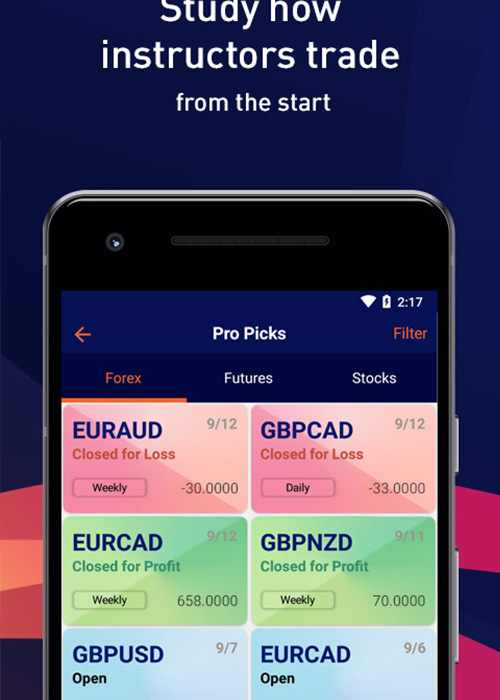 Study how
instructors trade
from the start
2:17
Pro Picks
Filter
Forex
Futures
Stocks
EURAUD
9/12
Closed for Loss
Weekly
-30.0000
GBPCAD
9/12
Closed for Loss
Daily
-33.0000
EURCAD
9/12
Closed for Profit
Weekly
658.0000
GBPNZD
9/11
Closed for Profit
Weekly
70.0000
GBPUSD
9/7
Open
EURCAD
9/6
Open